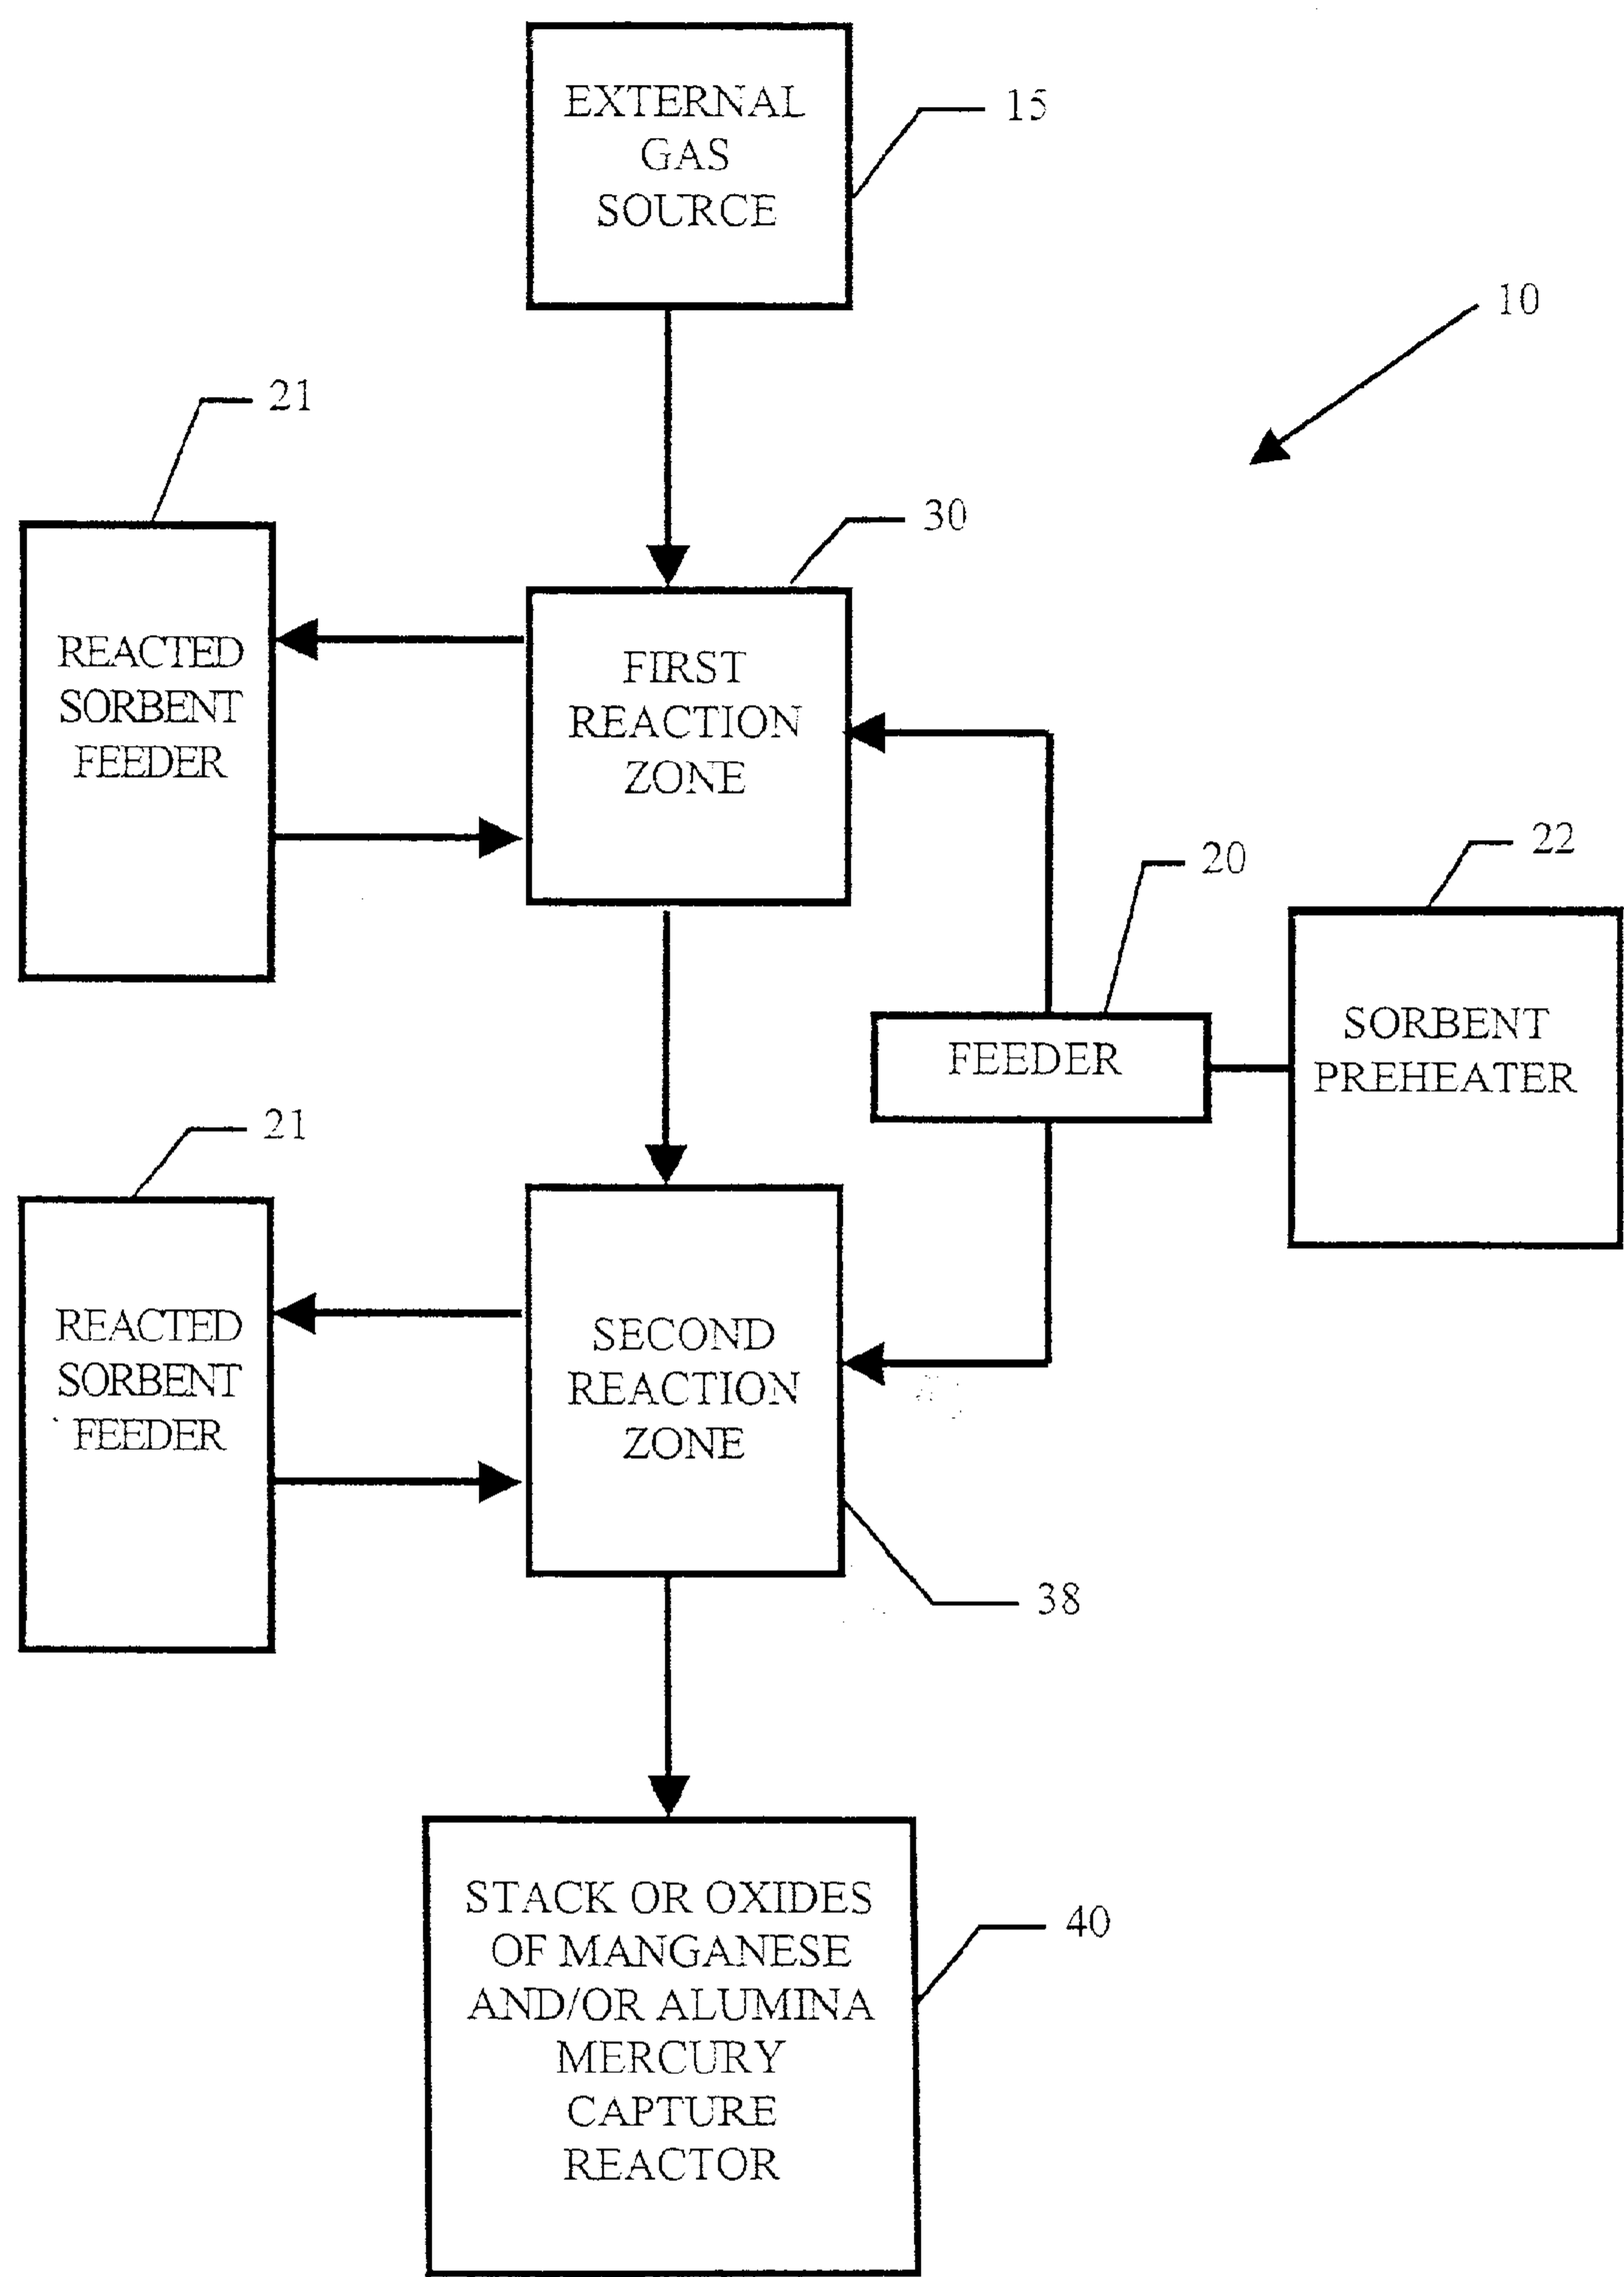 EXTERNAL
GAS
SOURCE
15
10
21
30
REACTED
SORBENT
FEEDER
FIRST
REACTION
ZONE
20
22
FEEDER
SORBENT
PREHEATER
21
REACTED
SORBENT
FEEDER
SECOND
REACTION
ZONE
38
STACK OR OXIDES
OF MANGANESE
AND/OR ALUMINA
MERCURY
CAPTURE
REACTOR
40